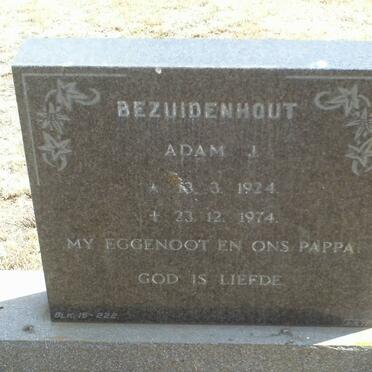 BEZUIDENHOUT
ADAM J.
* 13. 3. 1924.
+ 23. 12. 1974.
MY EGGENOOT EN ONS PAPPA.
GOD IS LIEFDE
BLK. 15-222